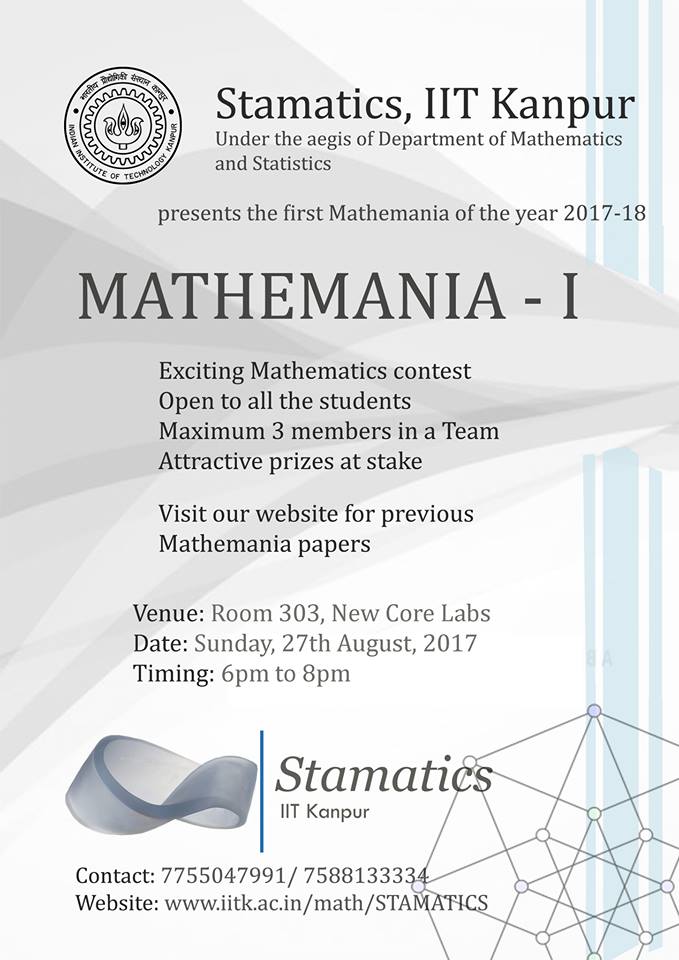 भारतीय प्रौद्योगिकी संस्थान कानपुर
INDIAN INSTITUTE OF TECHNOLOGY KANPUR
Stamatics, IIT Kanpur
Under the aegis of Department of Mathematics
and Statistics
presents the first Mathemania of the year 2017-18
MATHEMANIA - I
Exciting Mathematics contest
Open to all the students
Maximum 3 members in a Team
Attractive prizes at stake
Visit our website for previous
Mathemania papers
Venue: Room 303, New Core Labs
Date: Sunday, 27th August, 2017
Timing: 6pm to 8pm
Stamatics
IIT Kanpur
Contact: 7755047991/ 7588133334
Website: www.iitk.ac.in/math/STAMATICS